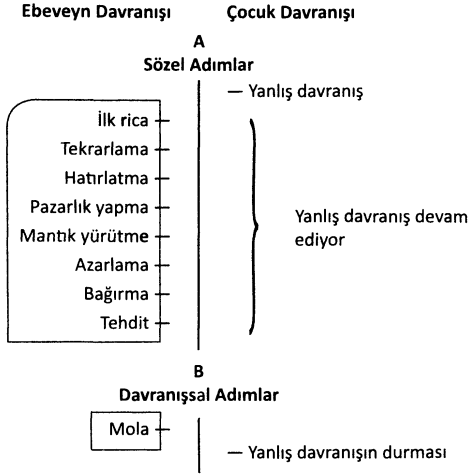 Ebeveyn Davranışı Çocuk Davranışı
A
Sözel Adımlar
— Yanlış davranış
İlk rica
Tekrarlama
Hatırlatma
Pazarlık yapma
Mantık yürütme
Azarlama
Bağırma
Tehdit
Yanlış davranış devam
ediyor
B
Davranışsal Adımlar
Mola
— Yanlış davranışın durması